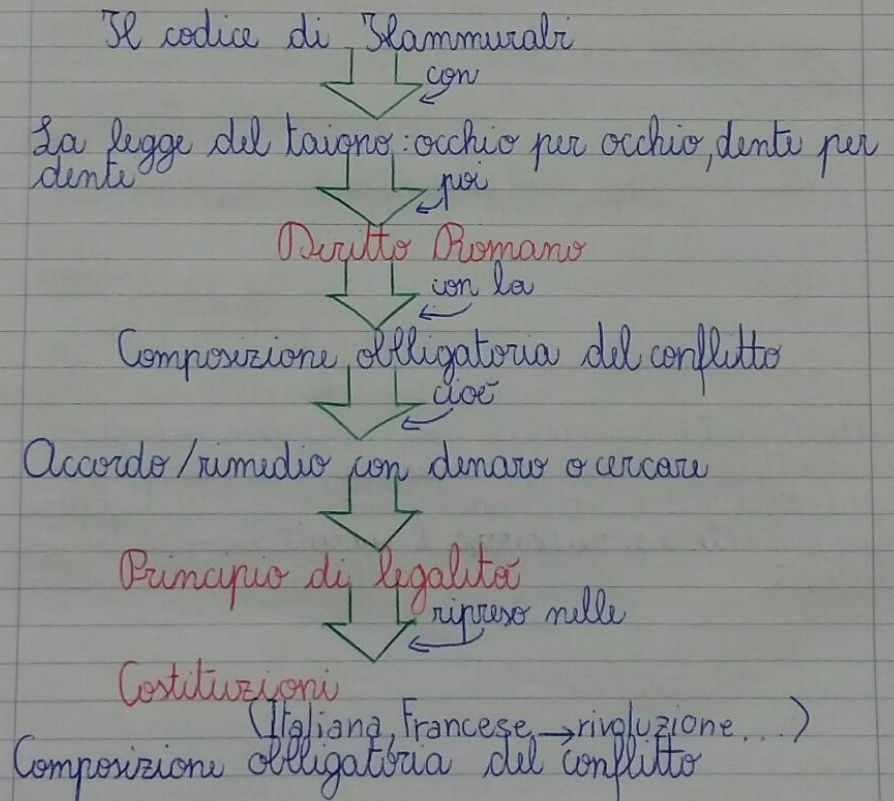 Il codice di Hammurabi
con
La legge del taigno: occhio per occhio, dente per
dente
poi
Diritto Romano
con la
Composizione obbligatoria del conflitto
cioè
Accordo/rimedio con denaro o cercare
Principio di legalità
ripreso nelle
Costituzioni
(Italiana, Francese → rivoluzione...)
Composizione obbligatoria del conflitto